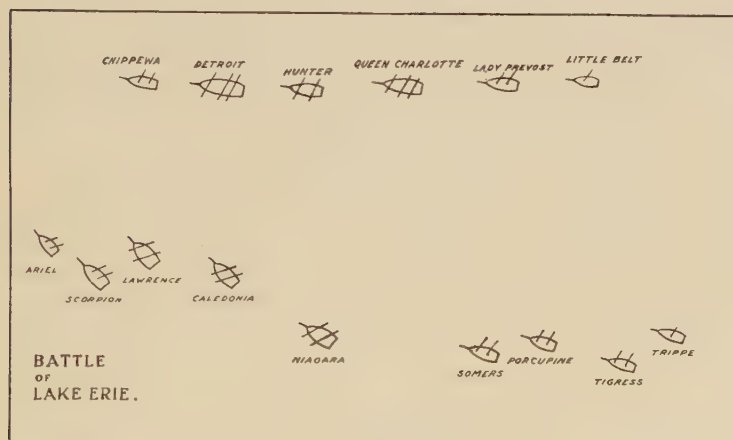 CHIPPEWA
DETROIT
HUNTER
QUEEN CHARLOTTE
LADY PREVOST
LITTLE BELT
ARIEL
SCORPION
LAWRENCE
CALEDONIA
NIAGARA
SOMERS
PORCUPINE
TIGRESS
TRIPPE
BATTLE
OF
LAKE ERIE.